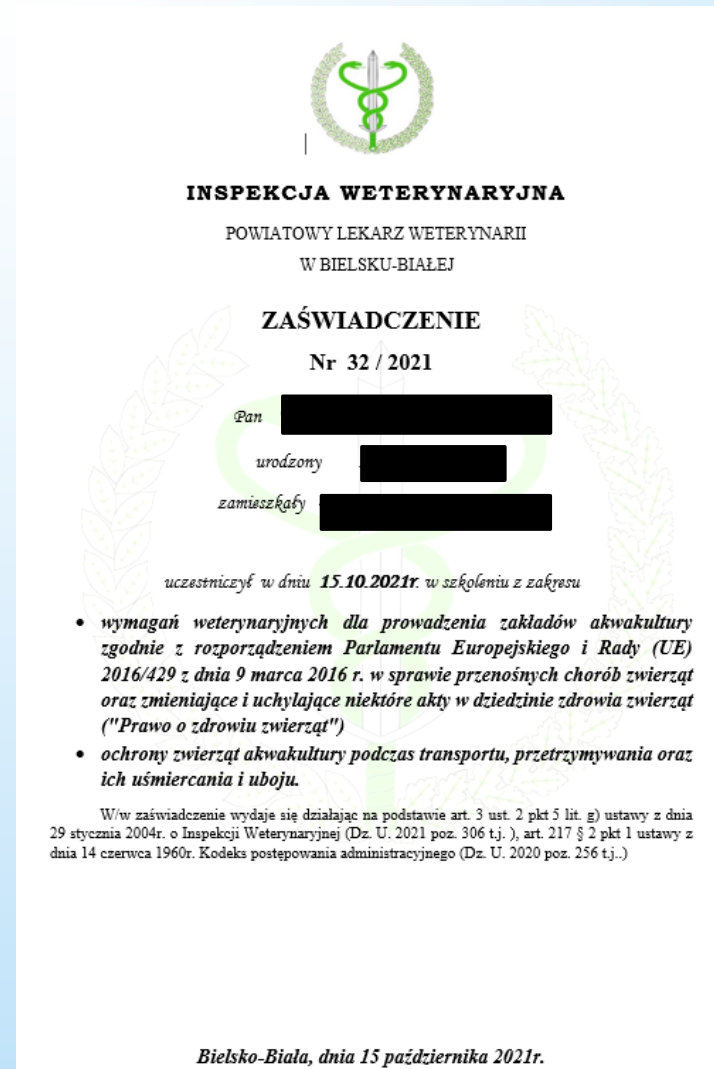 INSPEKCJA WETERYNARYJNA
POWIATOWY LEKARZ WETERYNARII
W BIELSKU-BIAŁEJ
ZAŚWIADCZENIE
Nr 32 / 2021
Pan
urodzony
zamieszkały
uczestniczył w dniu 15.10.2021r. w szkoleniu z zakresu
• wymagań weterynaryjnych dla prowadzenia zakładów akwakultury
zgodnie z rozporządzeniem Parlamentu Europejskiego i Rady (UE)
2016/429 z dnia 9 marca 2016 r. w sprawie przenośnych chorób zwierząt
oraz zmieniające i uchylające niektóre akty w dziedzinie zdrowia zwierząt
("Prawo o zdrowiu zwierząt")
• ochrony zwierząt akwakultury podczas transportu, przetrzymywania oraz
ich uśmiercania i uboju.
W/w zaświadczenie wydaje się działając na podstawie art. 3 ust. 2 pkt 5 lit. g) ustawy z dnia
29 stycznia 2004r. o Inspekcji Weterynaryjnej (Dz. U. 2021 poz. 306 t.j. ), art. 217 § 2 pkt 1 ustawy z
dnia 14 czerwca 1960r. Kodeks postępowania administracyjnego (Dz. U. 2020 poz. 256 t.j..)
Bielsko-Biała, dnia 15 października 2021r.